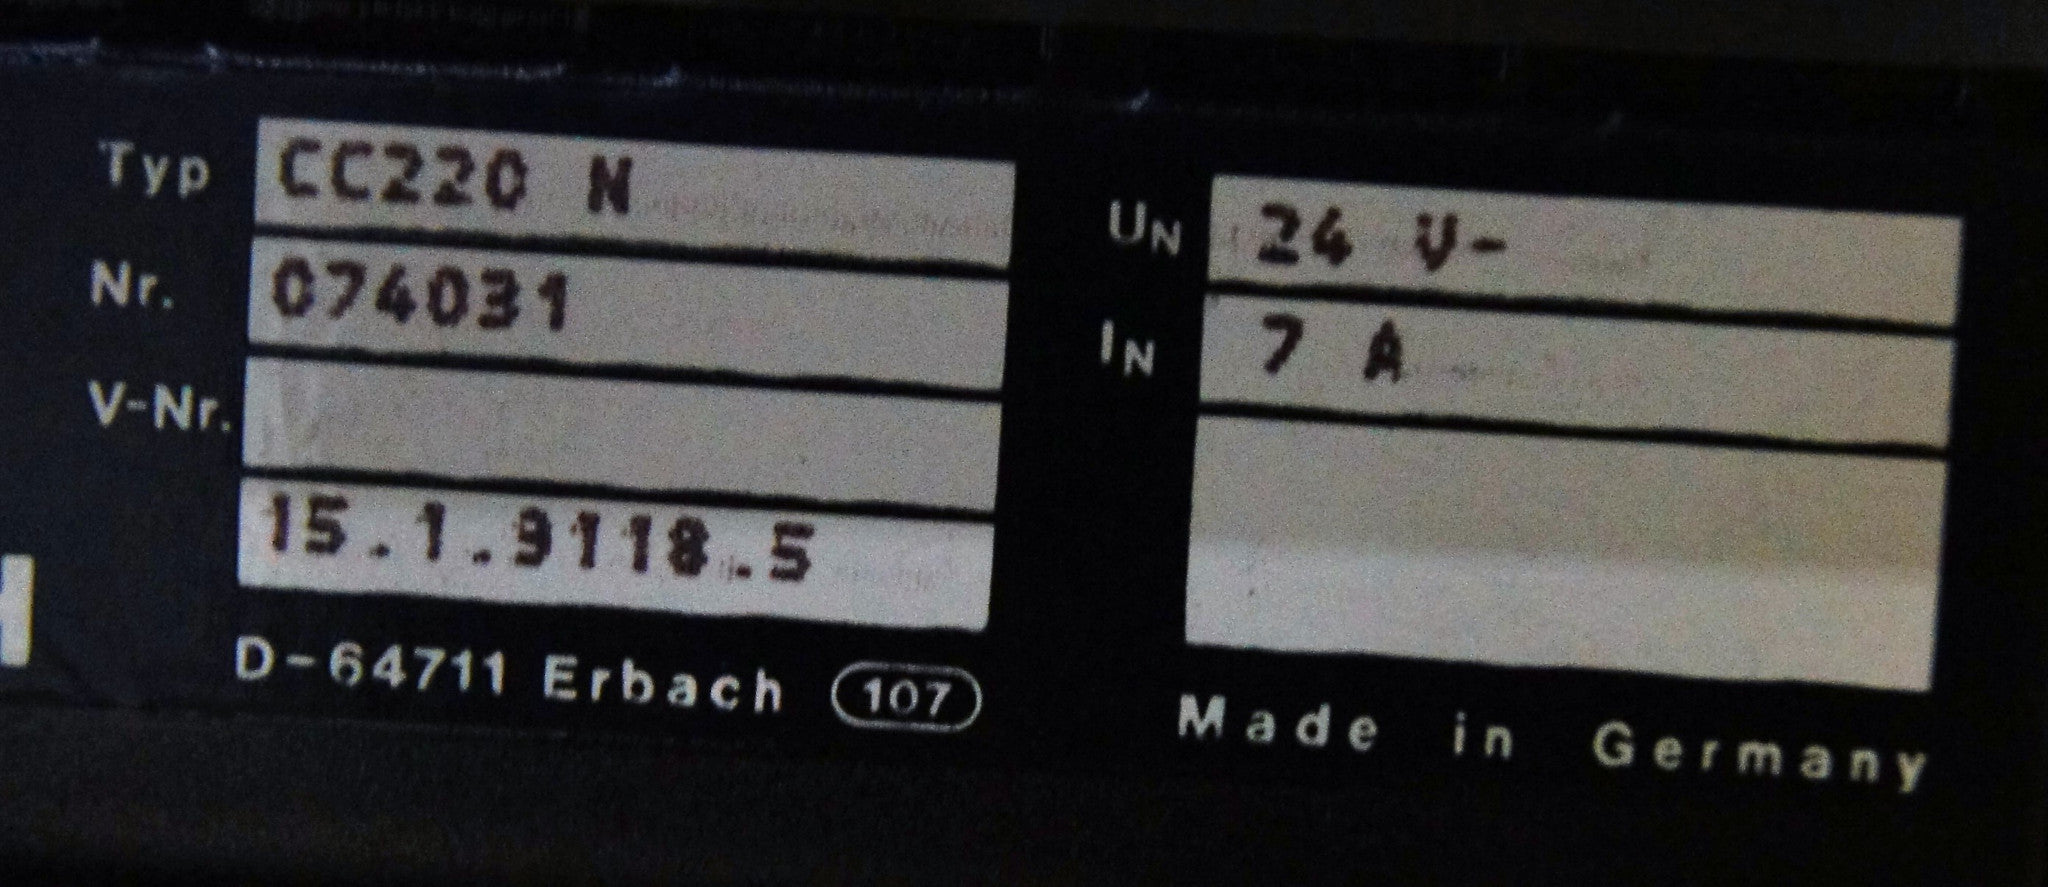 Typ CC220 N
Nr. 074031
V-Nr.
15.1.9118.5
D-64711 Erbach 107
UN 24 V-
IN 7 A
Made in Germany